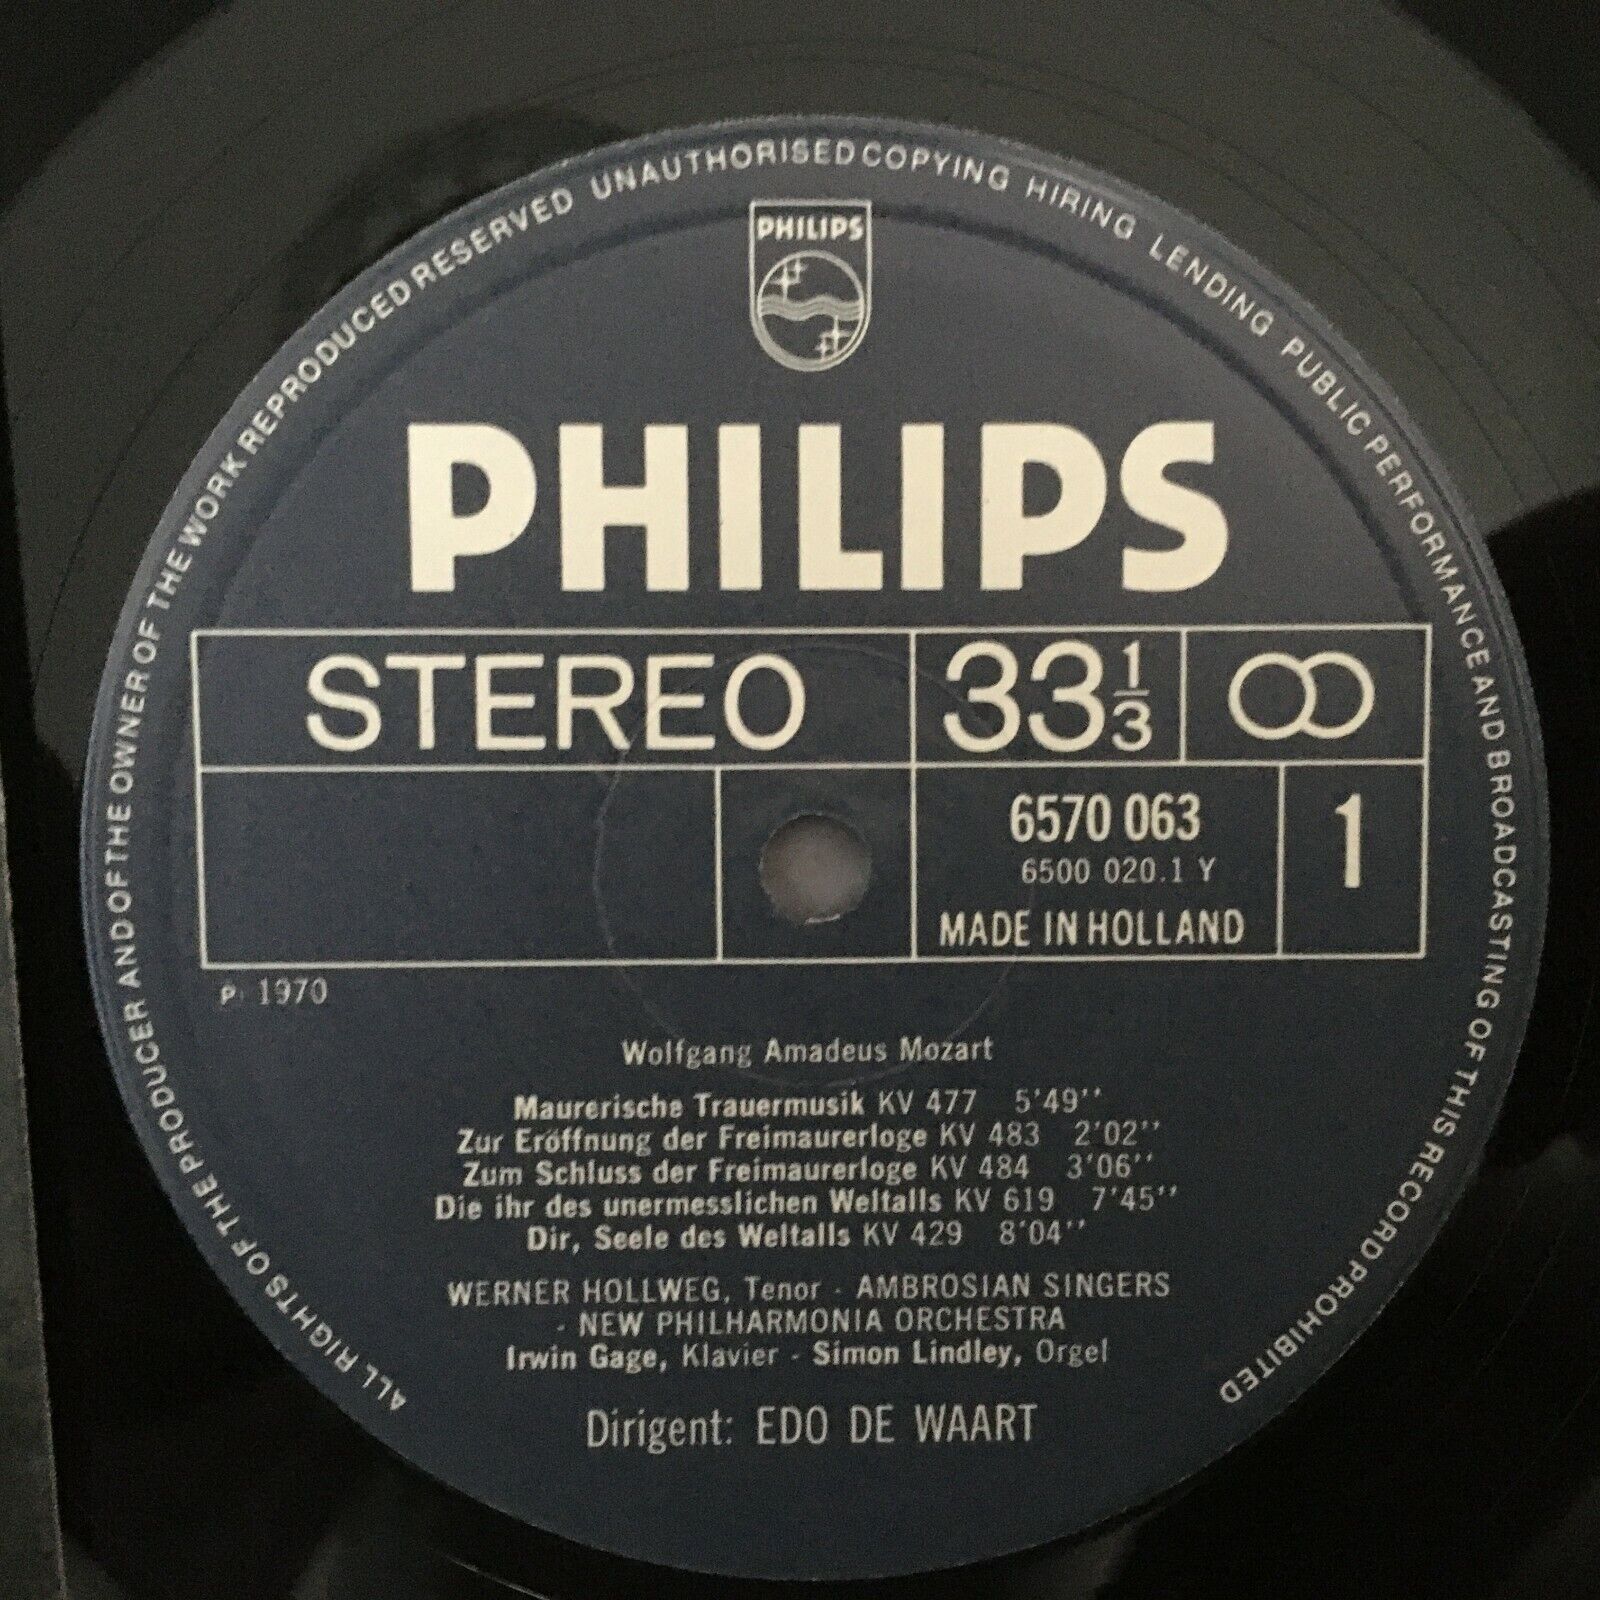 ALL RIGHTS OF THE PRODUCER AND OF THE OWNER OF THE WORK REPRODUCED RESERVED UNAUTHORISED COPYING HIRING LENDING PUBLIC PERFORMANCE AND BROADCASTING OF THIS RECORD PROHIBITED
PHILIPS
PHILIPS
STEREO
33 1/3
6570 063
6500 020.1 Y
MADE IN HOLLAND
1
P 1970
Wolfgang Amadeus Mozart
Maurerische Trauermusik KV 477 5'49''
Zur Eröffnung der Freimaurerloge KV 483 2'02''
Zum Schluss der Freimaurerloge KV 484 3'06''
Die ihr des unermesslichen Weltalls KV 619 7'45''
Dir, Seele des Weltalls KV 429 8'04''
WERNER HOLLWEG, Tenor - AMBROSIAN SINGERS
- NEW PHILHARMONIA ORCHESTRA
Irwin Gage, Klavier - Simon Lindley, Orgel
Dirigent: EDO DE WAART